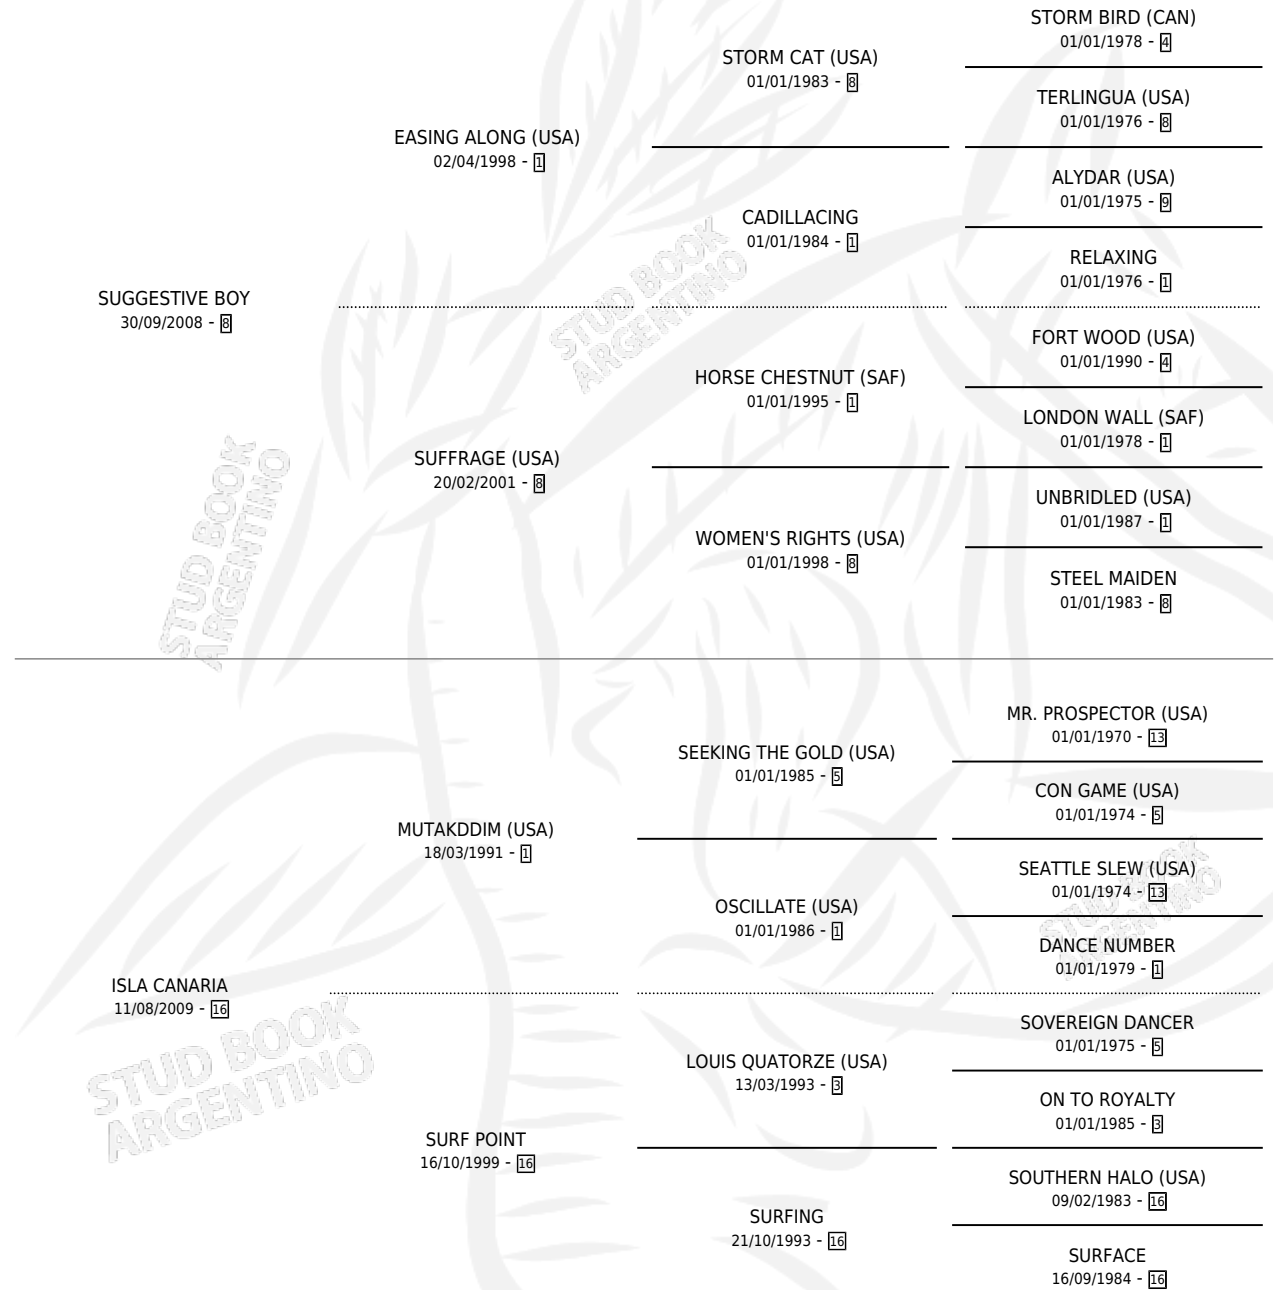 STORM BIRD (CAN)
01/01/1978 - 4
STORM CAT (USA)
01/01/1983 - 8
TERLINGUA (USA)
01/01/1976 - 8
EASING ALONG (USA)
02/04/1998 - 1
ALYDAR (USA)
01/01/1975 - 9
CADILLACING
01/01/1984 - 1
RELAXING
01/01/1976 - 1
SUGGESTIVE BOY
30/09/2008 - 8
FORT WOOD (USA)
01/01/1990 - 4
HORSE CHESTNUT (SAF)
01/01/1995 - 1
LONDON WALL (SAF)
01/01/1978 - 1
SUFFRAGE (USA)
20/02/2001 - 8
UNBRIDLED (USA)
01/01/1987 - 1
WOMEN'S RIGHTS (USA)
01/01/1998 - 8
STEEL MAIDEN
01/01/1983 - 8
MR. PROSPECTOR (USA)
01/01/1970 - 13
SEEKING THE GOLD (USA)
01/01/1985 - 5
CON GAME (USA)
01/01/1974 - 5
MUTAKDDIM (USA)
18/03/1991 - 1
SEATTLE SLEW (USA)
01/01/1974 - 13
OSCILLATE (USA)
01/01/1986 - 1
DANCE NUMBER
01/01/1979 - 1
ISLA CANARIA
11/08/2009 - 16
SOVEREIGN DANCER
01/01/1975 - 5
LOUIS QUATORZE (USA)
13/03/1993 - 3
ON TO ROYALTY
01/01/1985 - 3
SURF POINT
16/10/1999 - 16
SOUTHERN HALO (USA)
09/02/1983 - 16
SURFING
21/10/1993 - 16
SURFACE
16/09/1984 - 16
STUD BOOK
ARGENTINO
STUD BOOK
ARGENTINO
STUD BOOK
ARGENTINO
STUD BOOK
ARGENTINO